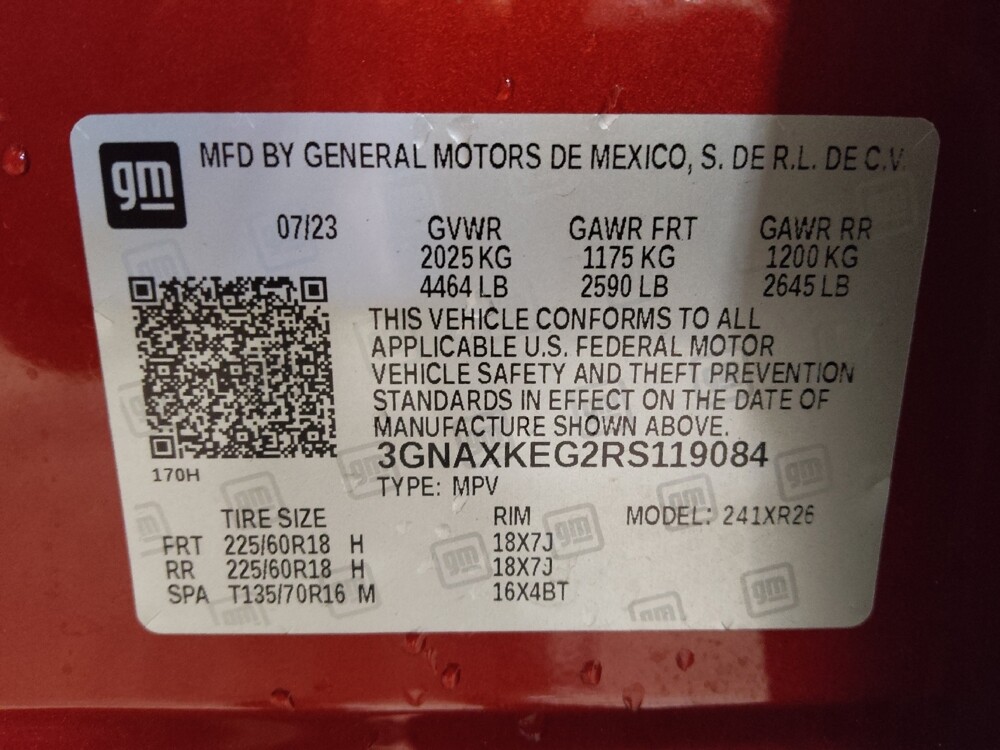 gm MFD BY GENERAL MOTORS DE MEXICO, S. DE R.L. DE C.V.
07/23 GVWR GAWR FRT GAWR RR
2025 KG 1175 KG 1200 KG
4464 LB 2590 LB 2645 LB
THIS VEHICLE CONFORMS TO ALL
APPLICABLE U.S. FEDERAL MOTOR
VEHICLE SAFETY AND THEFT PREVENTION
STANDARDS IN EFFECT ON THE DATE OF
MANUFACTURE SHOWN ABOVE.
3GNAXKEG2RS119084
170H
TYPE: MPV
TIRE SIZE RIM MODEL: 241XR26
FRT 225/60R18 H 18X7J
RR 225/60R18 H 18X7J
SPA T135/70R16 M 16X4BT